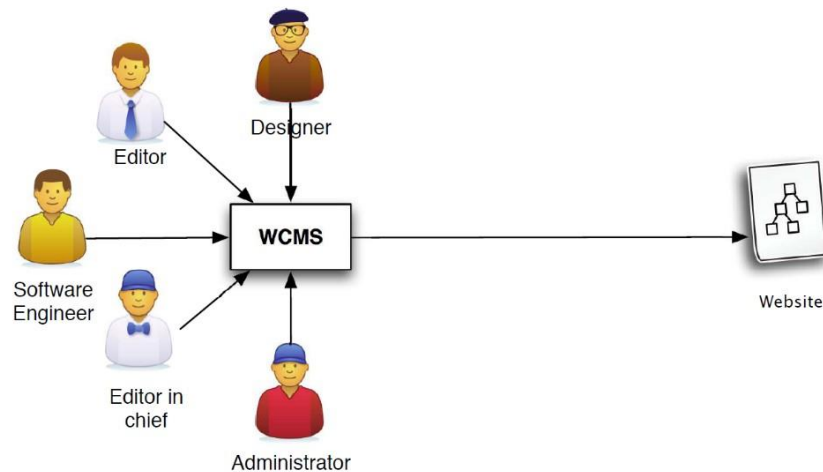 Designer
Editor
WCMS
Software
Engineer
Website
Editor in
chief
Administrator